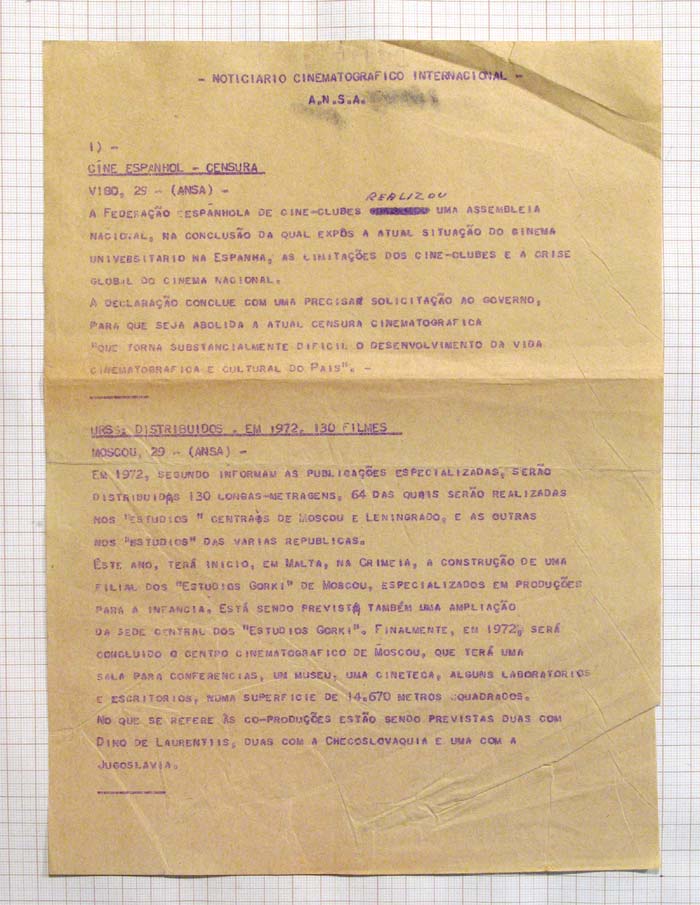 - NOTICIARIO CINEMATOGRAFICO INTERNACIONAL -
A.N.S.A.
1) -
CINE ESPANHOL - CENSURA
VIGO, 29 - (ANSA) -
A FEDERAÇÃO ESPANHOLA DE CINE-CLUBES REALIZOU UMA ASSEMBLEIA
NACIONAL, NA CONCLUSÃO DA QUAL EXPÔS A ATUAL SITUAÇÃO DO CINEMA
UNIVERSITARIO NA ESPANHA, AS LIMITAÇÕES DOS CINE-CLUBES E A CRISE
GLOBAL DO CINEMA NACIONAL.
A DECLARAÇÃO CONCLUE COM UMA PRECISAR SOLICITAÇÃO AO GOVERNO,
PARA QUE SEJA ABOLIDA A ATUAL CENSURA CINEMATOGRAFICA
"QUE TORNA SUBSTANCIALMENTE DIFICIL O DESENVOLVIMENTO DA VIDA
CINEMATOGRAFICA E CULTURAL DO PAIS". -
URSS: DISTRIBUIDOS . EM 1972, 130 FILMES
MOSCOU, 29 - (ANSA) -
EM 1972, SEGUNDO INFORMAM AS PUBLICAÇÕES ESPECIALIZADAS, SERÃO
DISTRIBUIDAS 130 LONGAS-METRAGENS, 64 DAS QUAIS SERÃO REALIZADAS
NOS "ESTUDIOS " CENTRAIS DE MOSCOU E LENINGRADO, E AS OUTRAS
NOS "ESTUDIOS" DAS VARIAS REPUBLICAS.
ESTE ANO, TERÁ INICIO, EM MALTA, NA CRIMEIA, A CONSTRUÇÃO DE UMA
FILIAL DOS "ESTUDIOS GORKI" DE MOSCOU, ESPECIALIZADOS EM PRODUÇÕES
PARA A INFANCIA. ESTÁ SENDO PREVISTA TAMBÉM UMA AMPLIAÇÃO
DA SEDE CENTRAL DOS "ESTUDIOS GORKI". FINALMENTE, EM 1972, SERÁ
CONCLUIDO O CENTRO CINEMATOGRAFICO DE MOSCOU, QUE TERÁ UMA
SALA PARA CONFERENCIAS, UM MUSEU, UMA CINETECA, ALGUNS LABORATORIOS
E ESCRITORIOS, NUMA SUPERFICIE DE 14.670 METROS QUADRADOS.
NO QUE SE REFERE ÀS CO-PRODUÇÕES ESTÃO SENDO PREVISTAS DUAS COM
DINO DE LAURENTIIS, DUAS COM A CHECOSLOVAQUIA E UMA COM A
JUGOSLAVIA.